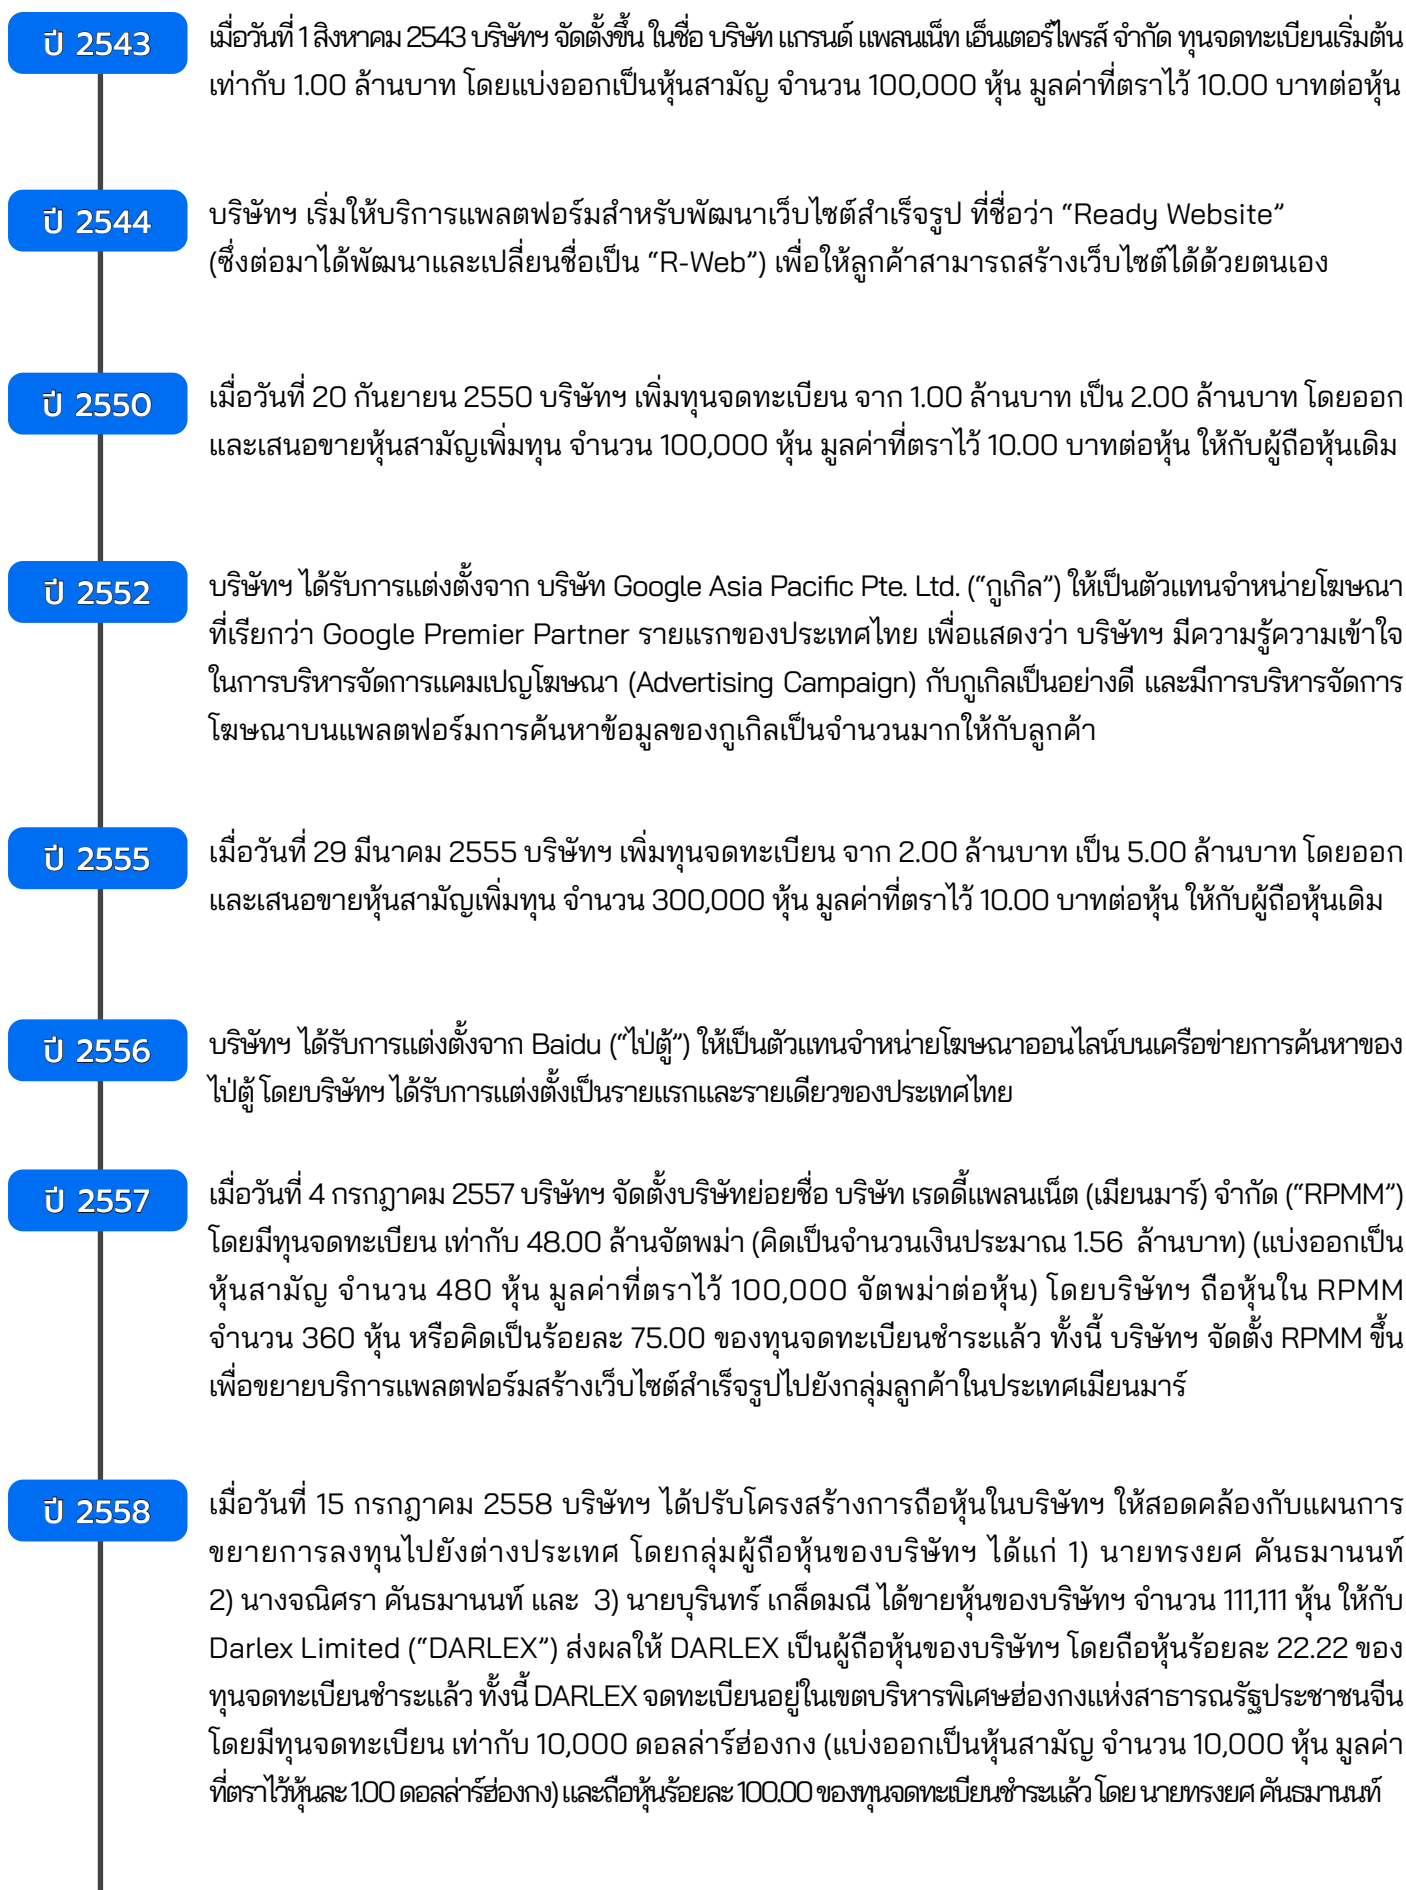 ปี 2543
เมื่อวันที่ 1 สิงหาคม 2543 บริษัทฯ จัดตั้งขึ้น ในชื่อ บริษัท แกรนด์ แพลนเน็ท เอ็นเตอร์ไพรส์ จำกัด ทุนจดทะเบียนเริ่มต้น
เท่ากับ 1.00 ล้านบาท โดยแบ่งออกเป็นหุ้นสามัญ จำนวน 100,000 หุ้น มูลค่าที่ตราไว้ 10.00 บาทต่อหุ้น
ปี 2544
บริษัทฯ เริ่มให้บริการแพลตฟอร์มสำหรับพัฒนาเว็บไซต์สำเร็จรูป ที่ชื่อว่า “Ready Website”
(ซึ่งต่อมาได้พัฒนาและเปลี่ยนชื่อเป็น “R-Web”) เพื่อให้ลูกค้าสามารถสร้างเว็บไซต์ได้ด้วยตนเอง
ปี 2550
เมื่อวันที่ 20 กันยายน 2550 บริษัทฯ เพิ่มทุนจดทะเบียน จาก 1.00 ล้านบาท เป็น 2.00 ล้านบาท โดยออก
และเสนอขายหุ้นสามัญเพิ่มทุน จำนวน 100,000 หุ้น มูลค่าที่ตราไว้ 10.00 บาทต่อหุ้น ให้กับผู้ถือหุ้นเดิม
ปี 2552
บริษัทฯ ได้รับการแต่งตั้งจาก บริษัท Google Asia Pacific Pte. Ltd. (“กูเกิล”) ให้เป็นตัวแทนจำหน่ายโฆษณา
ที่เรียกว่า Google Premier Partner รายแรกของประเทศไทย เพื่อแสดงว่า บริษัทฯ มีความรู้ความเข้าใจ
ในการบริหารจัดการแคมเปญโฆษณา (Advertising Campaign) กับกูเกิลเป็นอย่างดี และมีการบริหารจัดการ
โฆษณาบนแพลตฟอร์มการค้นหาข้อมูลของกูเกิลเป็นจำนวนมากให้กับลูกค้า
ปี 2555
เมื่อวันที่ 29 มีนาคม 2555 บริษัทฯ เพิ่มทุนจดทะเบียน จาก 2.00 ล้านบาท เป็น 5.00 ล้านบาท โดยออก
และเสนอขายหุ้นสามัญเพิ่มทุน จำนวน 300,000 หุ้น มูลค่าที่ตราไว้ 10.00 บาทต่อหุ้น ให้กับผู้ถือหุ้นเดิม
ปี 2556
บริษัทฯ ได้รับการแต่งตั้งจาก Baidu (“ไป่ตู้”) ให้เป็นตัวแทนจำหน่ายโฆษณาออนไลน์บนเครือข่ายการค้นหาของ
ไป่ตู้ โดยบริษัทฯ ได้รับการแต่งตั้งเป็นรายแรกและรายเดียวของประเทศไทย
ปี 2557
เมื่อวันที่ 4 กรกฎาคม 2557 บริษัทฯ จัดตั้งบริษัทย่อยชื่อ บริษัท เรดดี้แพลนเน็ต (เมียนมาร์) จำกัด (“RPMM”)
โดยมีทุนจดทะเบียน เท่ากับ 48.00 ล้านจัตพม่า (คิดเป็นจำนวนเงินประมาณ 1.56 ล้านบาท) (แบ่งออกเป็น
หุ้นสามัญ จำนวน 480 หุ้น มูลค่าที่ตราไว้ 100,000 จัตพม่าต่อหุ้น) โดยบริษัทฯ ถือหุ้นใน RPMM
จำนวน 360 หุ้น หรือคิดเป็นร้อยละ 75.00 ของทุนจดทะเบียนชำระแล้ว ทั้งนี้ บริษัทฯ จัดตั้ง RPMM ขึ้น
เพื่อขยายบริการแพลตฟอร์มสร้างเว็บไซต์สำเร็จรูปไปยังกลุ่มลูกค้าในประเทศเมียนมาร์
ปี 2558
เมื่อวันที่ 15 กรกฎาคม 2558 บริษัทฯ ได้ปรับโครงสร้างการถือหุ้นในบริษัทฯ ให้สอดคล้องกับแผนการ
ขยายการลงทุนไปยังต่างประเทศ โดยกลุ่มผู้ถือหุ้นของบริษัทฯ ได้แก่ 1) นายทรงยศ คันธมานนท์
2) นางจณิศรา คันธมานนท์ และ 3) นายบุรินทร์ เกล็ดมณี ได้ขายหุ้นของบริษัทฯ จำนวน 111,111 หุ้น ให้กับ
Darlex Limited (“DARLEX”) ส่งผลให้ DARLEX เป็นผู้ถือหุ้นของบริษัทฯ โดยถือหุ้นร้อยละ 22.22 ของ
ทุนจดทะเบียนชำระแล้ว ทั้งนี้ DARLEX จดทะเบียนอยู่ในเขตบริหารพิเศษฮ่องกงแห่งสาธารณรัฐประชาชนจีน
โดยมีทุนจดทะเบียน เท่ากับ 10,000 ดอลล่าร์ฮ่องกง (แบ่งออกเป็นหุ้นสามัญ จำนวน 10,000 หุ้น มูลค่า
ที่ตราไว้หุ้นละ 1.00 ดอลล่าร์ฮ่องกง) และถือหุ้นร้อยละ 100.00 ของทุนจดทะเบียนชำระแล้ว โดย นายทรงยศ คันธมานนท์